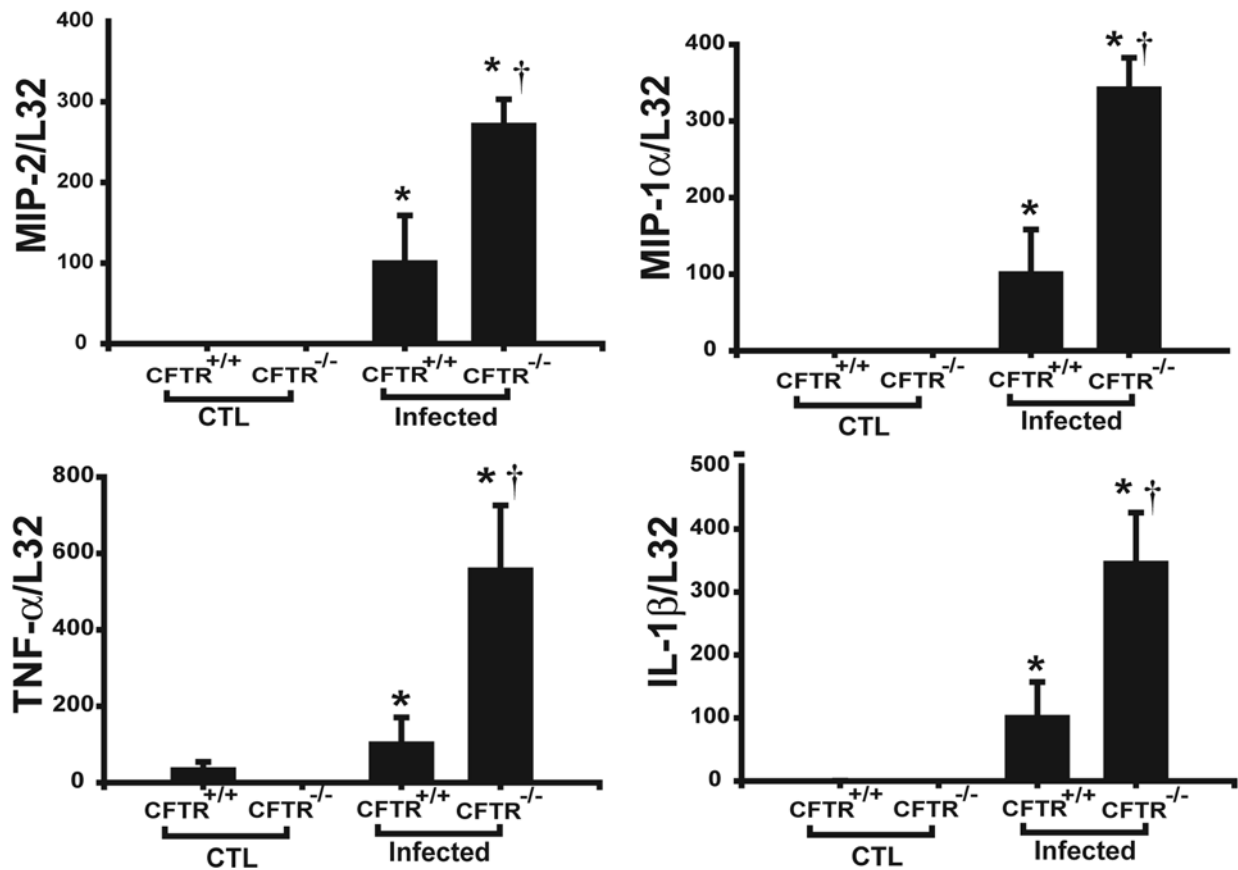 MIP-2/L32
400
300
200
100
0
* * †
CFTR+/+ CFTR-/- CFTR+/+ CFTR-/-
CTL Infected
MIP-1α/L32
400
300
200
100
0
* * †
CFTR+/+ CFTR-/- CFTR+/+ CFTR-/-
CTL Infected
TNF-α/L32
800
600
400
200
0
* * †
CFTR+/+ CFTR-/- CFTR+/+ CFTR-/-
CTL Infected
IL-1β/L32
500
400
300
200
100
0
* * †
CFTR+/+ CFTR-/- CFTR+/+ CFTR-/-
CTL Infected